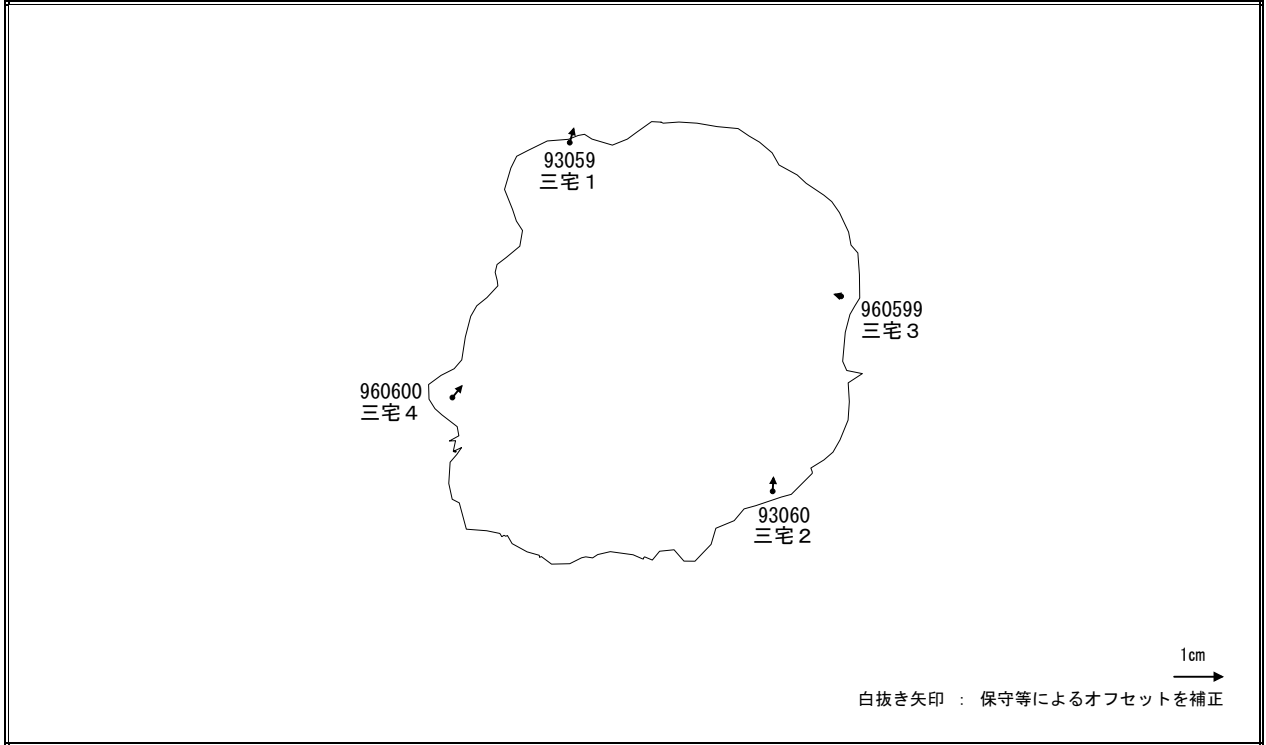 93059
三宅１
960599
三宅３
960600
三宅４
93060
三宅２
1cm
白抜き矢印 ： 保守等によるオフセットを補正